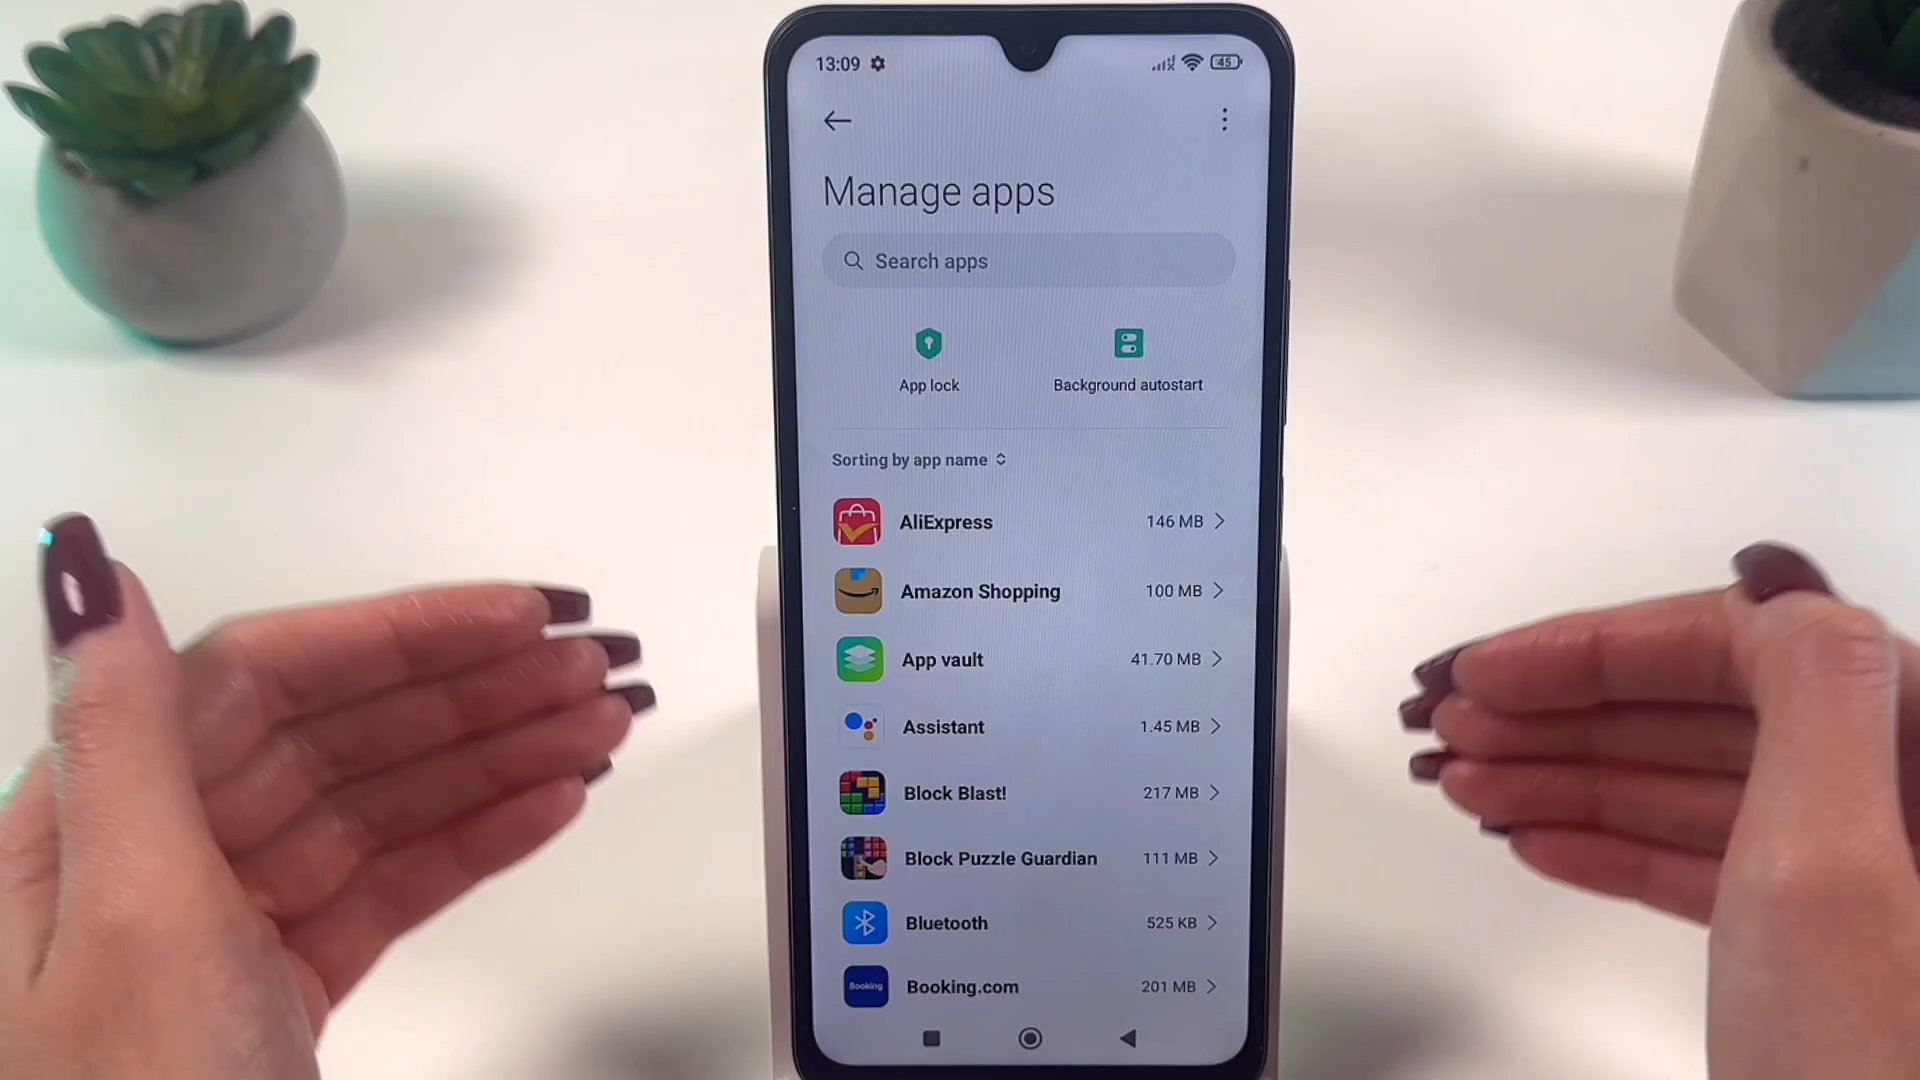 13:09
45
Manage apps
Search apps
App lock
Background autostart
Sorting by app name
AliExpress 146 MB
Amazon Shopping 100 MB
App vault 41.70 MB
Assistant 1.45 MB
Block Blast! 217 MB
Block Puzzle Guardian 111 MB
Bluetooth 525 KB
Booking
Booking.com 201 MB